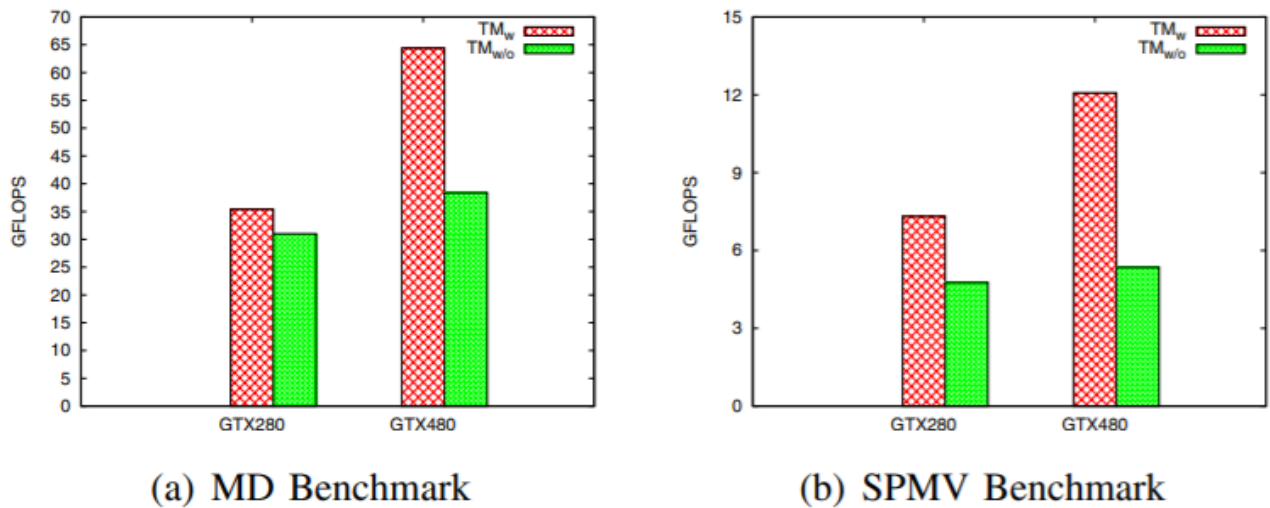 70
65
60
55
50
45
40
35
30
25
20
15
10
5
0
GFLOPS
TMw
TMw/o
GTX280 GTX480
(a) MD Benchmark
15
12
9
6
3
0
GFLOPS
TMw
TMw/o
GTX280 GTX480
(b) SPMV Benchmark